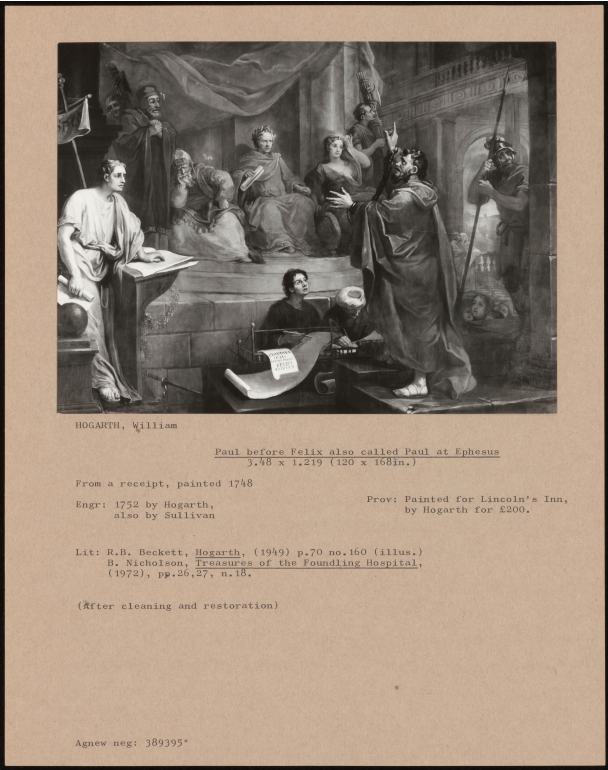 HOGARTH, William
Paul before Felix also called Paul at Ephesus
3.48 x 1.219 (120 x 168in.)
From a receipt, painted 1748
Engr: 1752 by Hogarth,
also by Sullivan
Prov: Painted for Lincoln's Inn,
by Hogarth for £200.
Lit: R.B. Beckett, Hogarth, (1949) p.70 no.160 (illus.)
B. Nicholson, Treasures of the Foundling Hospital,
(1972), pp.26,27, n.18.
(After cleaning and restoration)
Agnew neg: 389395"